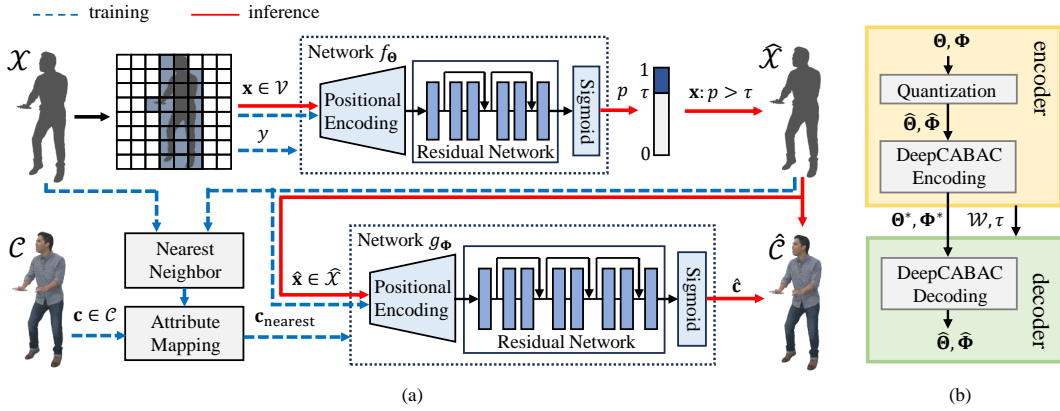 training
inference
𝒳
Network f_Θ
x ∈ 𝒱
y
Positional
Encoding
Residual Network
Sigmoid
p
1
τ
0
x: p > τ
𝒳̂
𝒞
Nearest
Neighbor
c ∈ 𝒞
Attribute
Mapping
c_nearest
Network g_Φ
x̂ ∈ 𝒳̂
Positional
Encoding
Residual Network
Sigmoid
ĉ
𝒞̂
(a)
encoder
Θ, Φ
Quantization
Θ̂, Φ̂
DeepCABAC
Encoding
Θ*, Φ*
𝒲, τ
decoder
DeepCABAC
Decoding
Θ̂, Φ̂
(b)